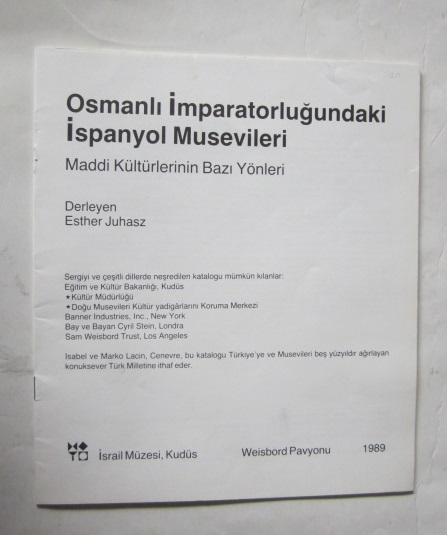 Osmanlı İmparatorluğundaki
İspanyol Musevileri
Maddi Kültürlerinin Bazı Yönleri
Derleyen
Esther Juhasz
Sergiyi ve çeşitli dillerde neşredilen katalogu mümkün kılanlar:
Eğitim ve Kültür Bakanlığı, Kudüs
★Kültür Müdürlüğü
★Doğu Musevileri Kültür yadigârlarını Koruma Merkezi
Banner Industries, Inc., New York
Bay ve Bayan Cyril Stein, Londra
Sam Weisbord Trust, Los Angeles
Isabel ve Marko Lacin, Cenevre, bu katalogu Türkiye'ye ve Musevileri beş yüzyıldır ağırlayan
konuksever Türk Milletine ithaf eder.
İsrail Müzesi, Kudüs Weisbord Pavyonu 1989